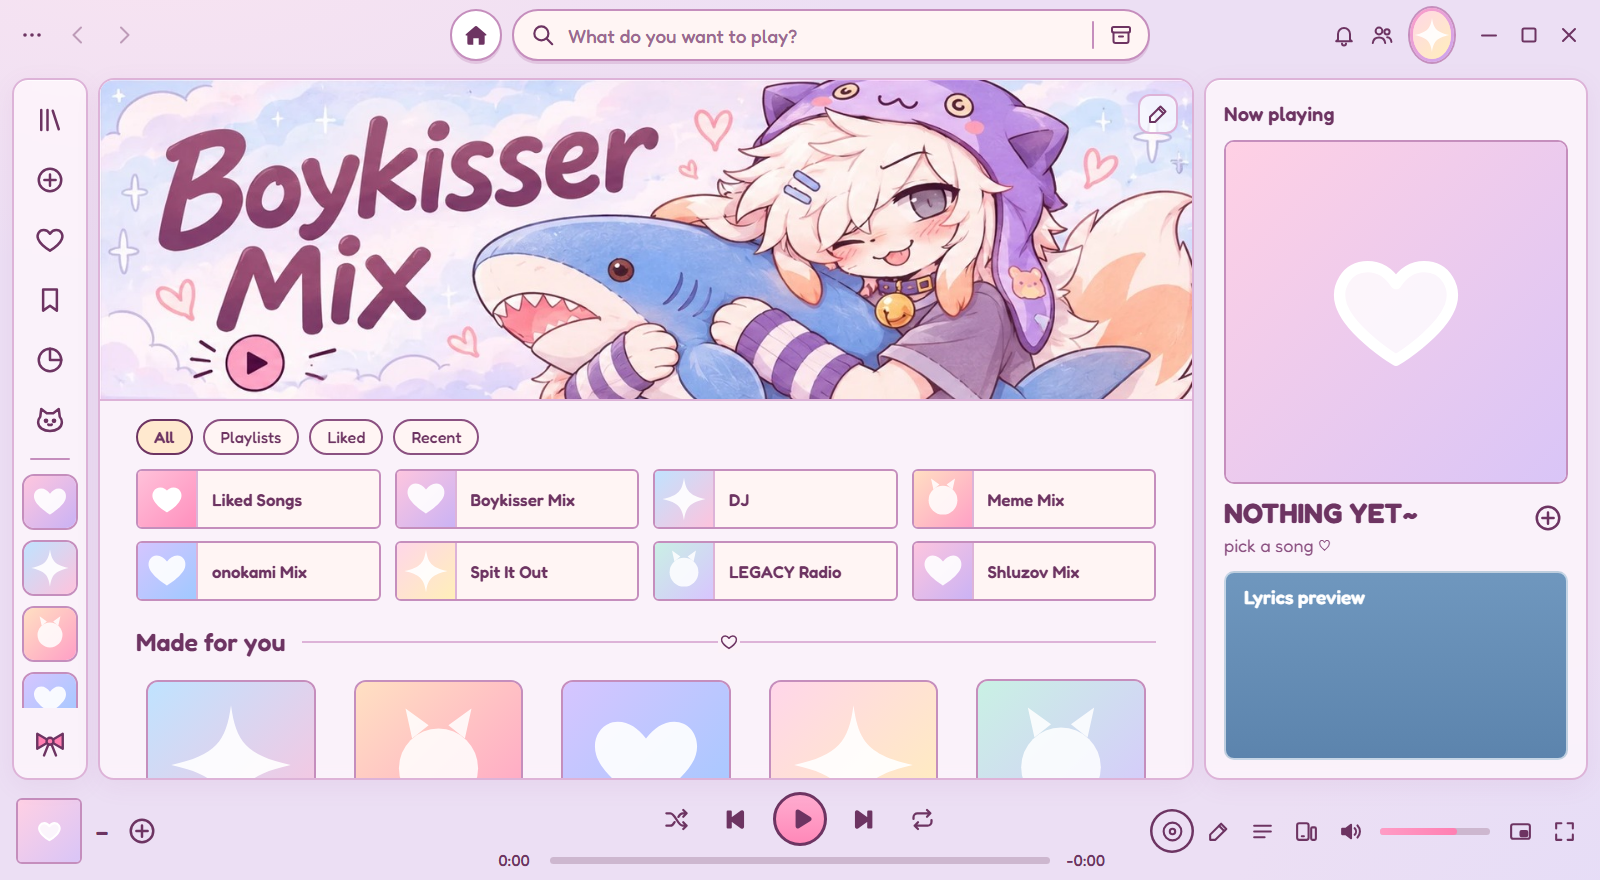 What do you want to play?
Boykisser
Mix
All
Playlists
Liked
Recent
Liked Songs
Boykisser Mix
DJ
Meme Mix
onokami Mix
Spit It Out
LEGACY Radio
Shluzov Mix
Made for you
Now playing
NOTHING YET~
pick a song ♡
Lyrics preview
–
0:00
-0:00